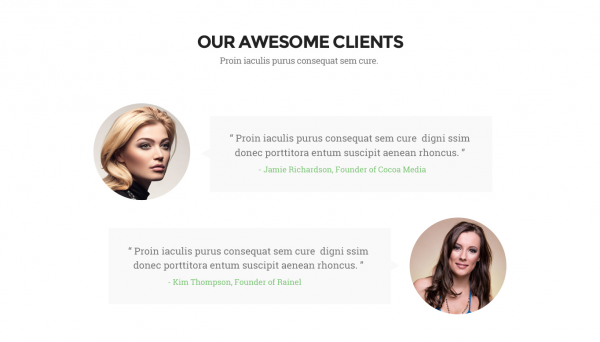 OUR AWESOME CLIENTS
Proin iaculis purus consequat sem cure.
“ Proin iaculis purus consequat sem cure  digni ssim
donec porttitora entum suscipit aenean rhoncus. ”
- Jamie Richardson, Founder of Cocoa Media
“ Proin iaculis purus consequat sem cure  digni ssim
donec porttitora entum suscipit aenean rhoncus. ”
- Kim Thompson, Founder of Rainel